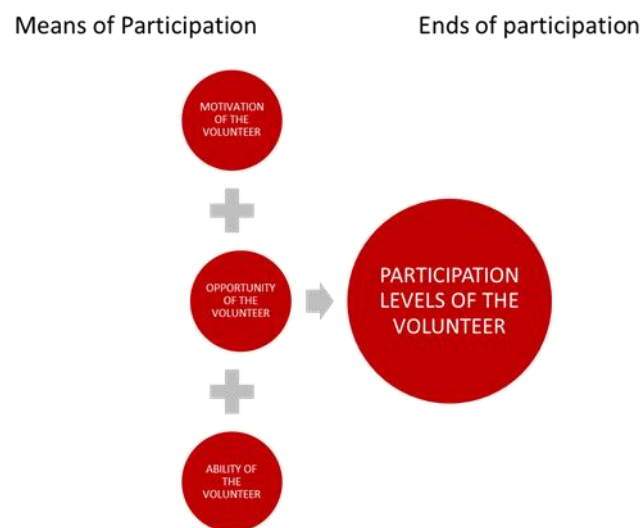 Means of Participation
Ends of participation
MOTIVATION
OF THE
VOLUNTEER
OPPORTUNITY
OF THE
VOLUNTEER
PARTICIPATION
LEVELS OF THE
VOLUNTEER
ABILITY OF
THE
VOLUNTEER